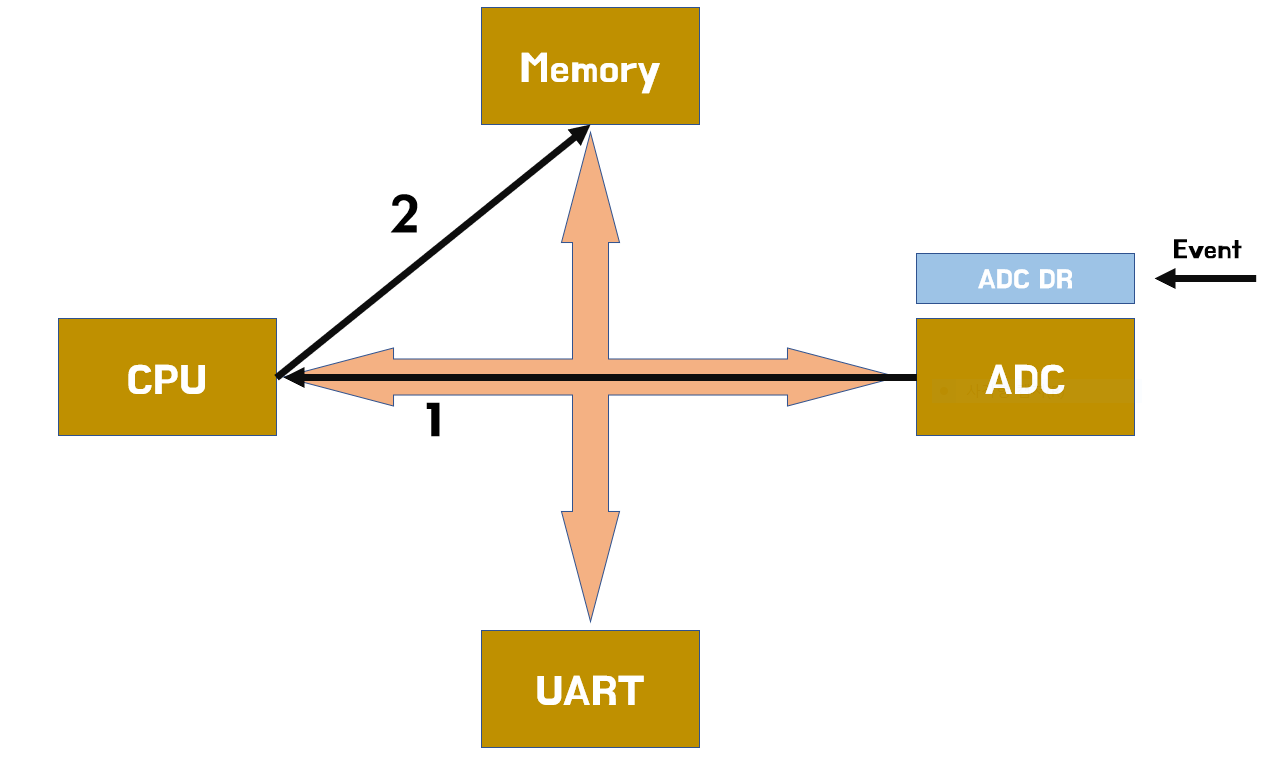 Memory
2
Event
ADC DR
CPU
ADC
1
UART